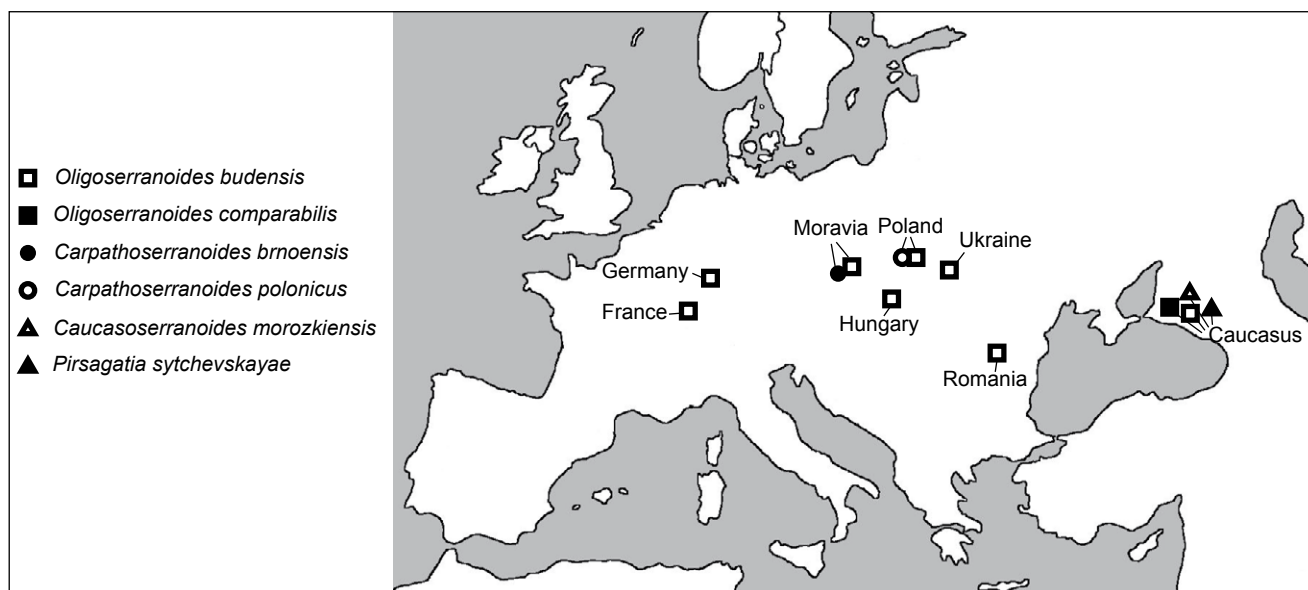 Oligoserranoides budensis
Oligoserranoides comparabilis
Carpathoserranoides brnoensis
Carpathoserranoides polonicus
Caucasoserranoides morozkiensis
Pirsagatia sytchevskayae
Moravia
Poland
Ukraine
Germany
France
Hungary
Caucasus
Romania